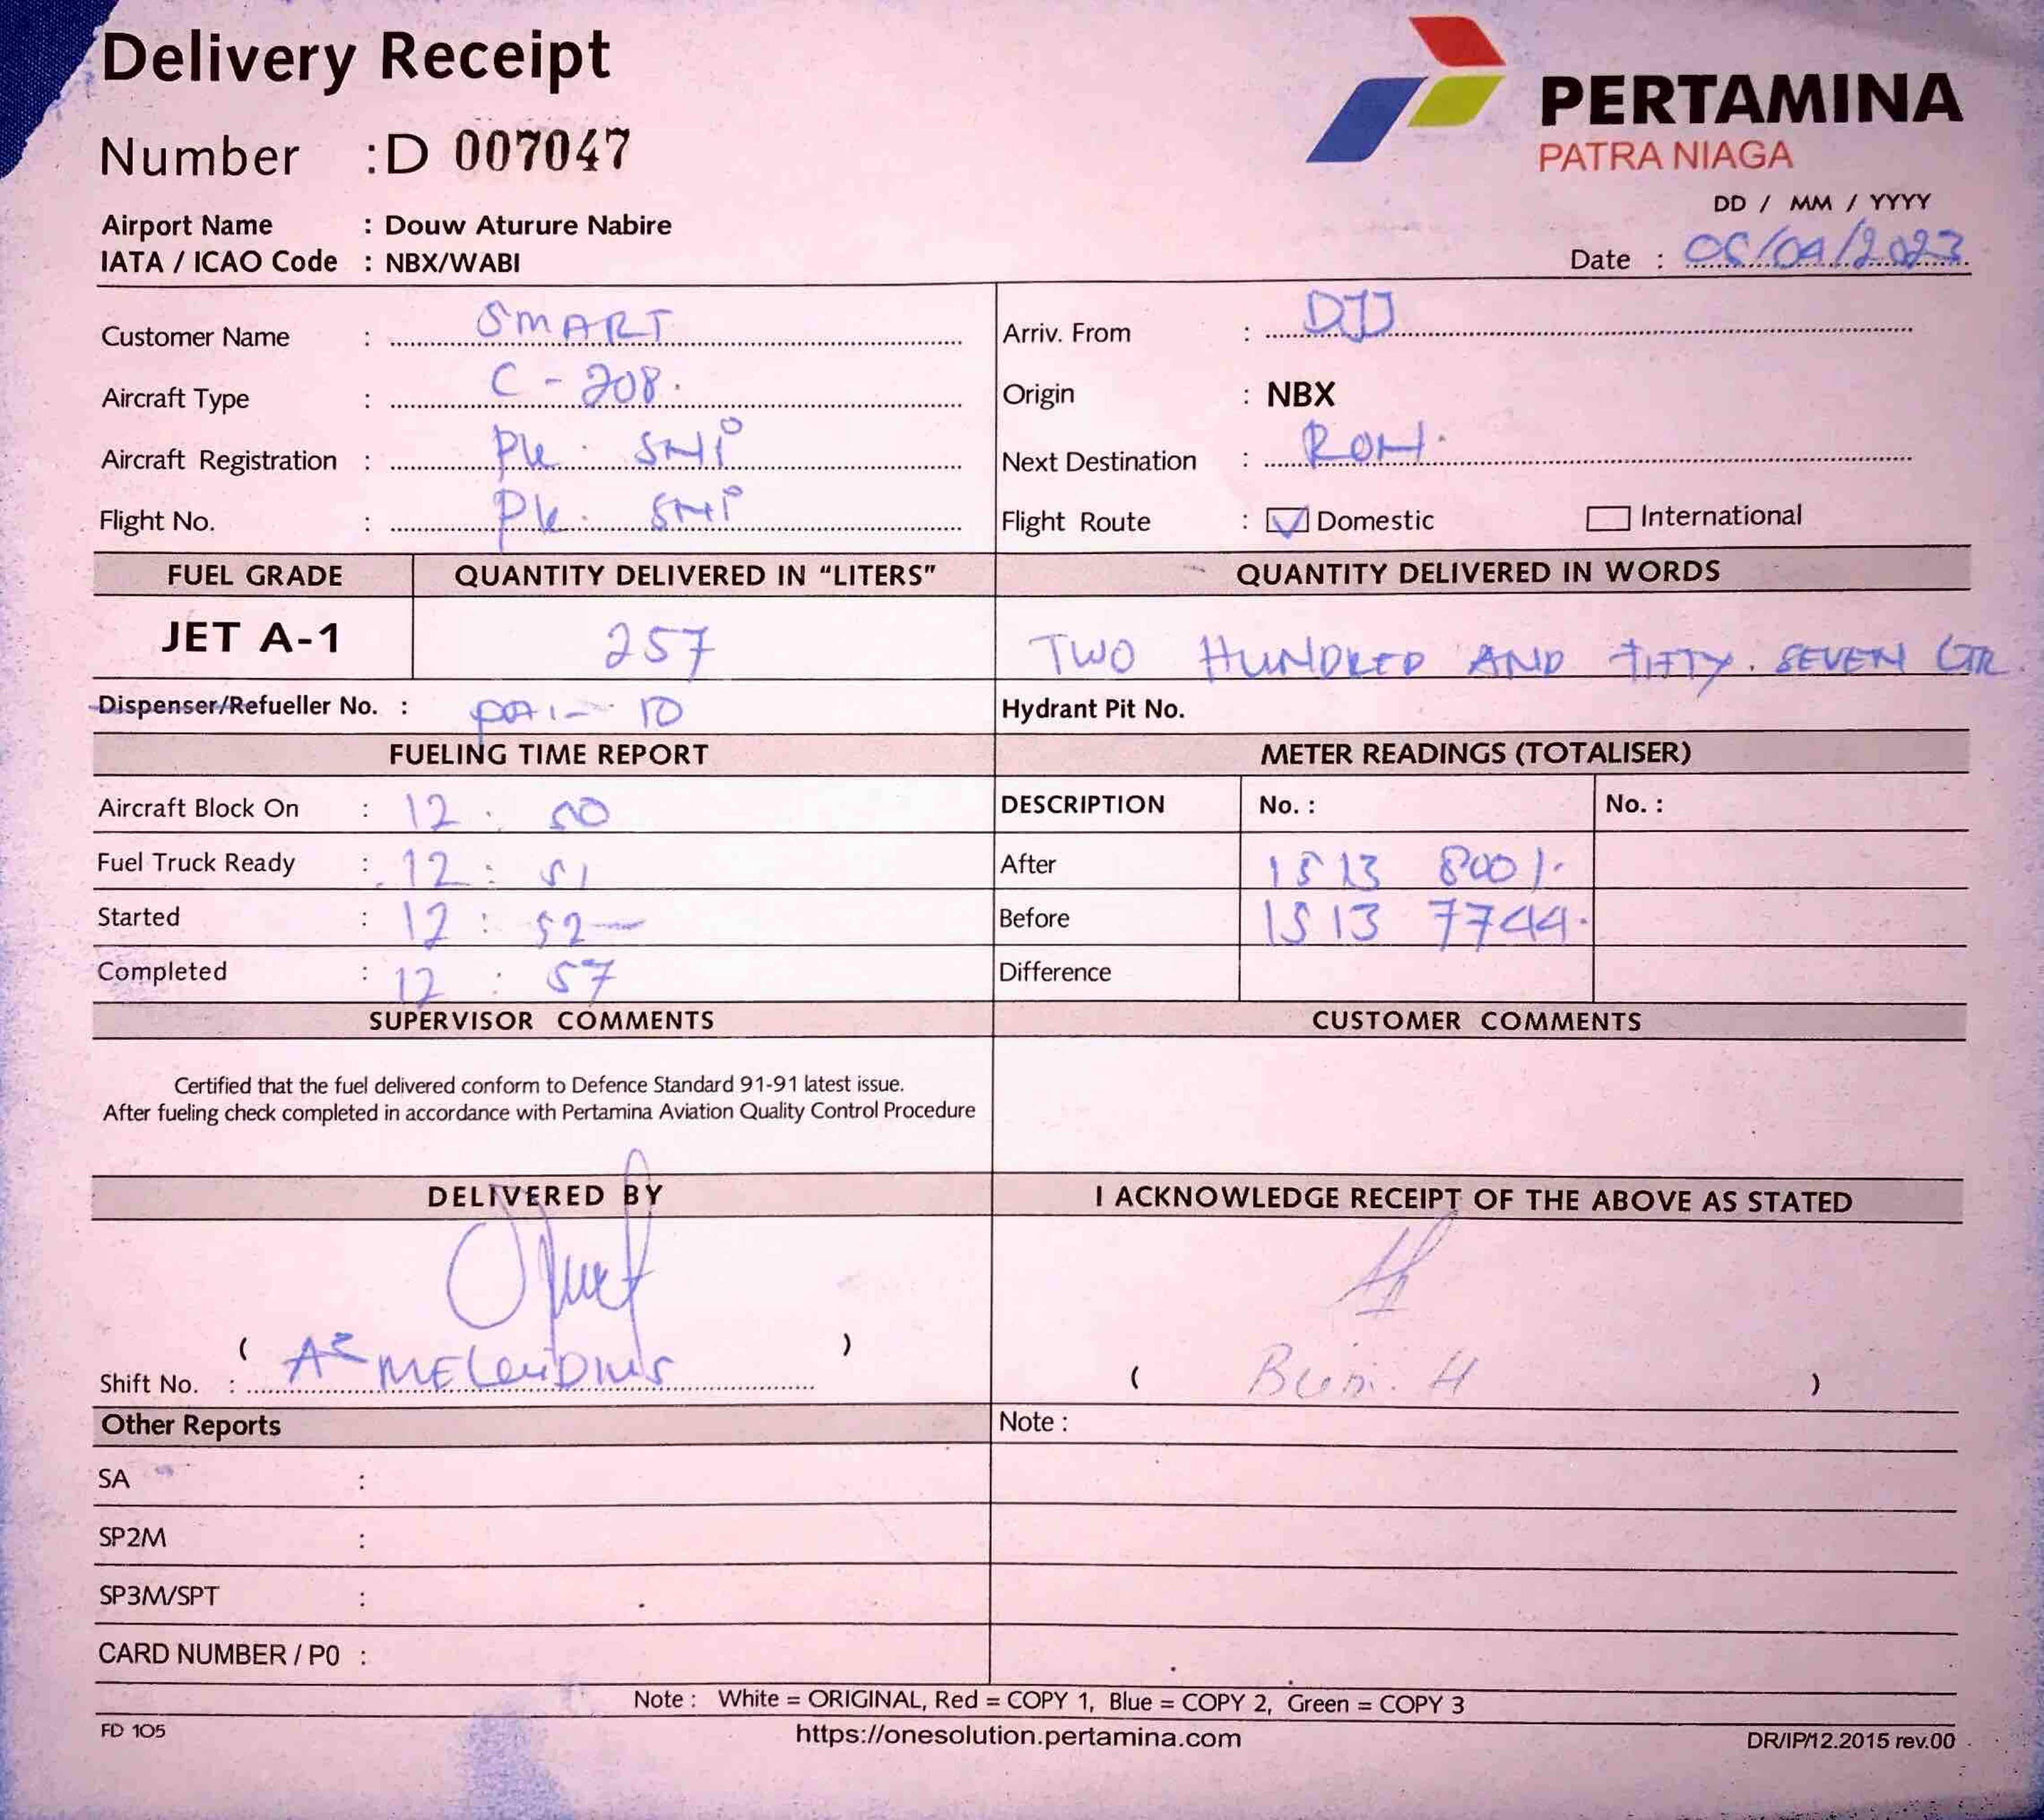 Delivery Receipt
PERTAMINA
PATRA NIAGA
Number : D 007047
DD / MM / YYYY
Airport Name : Douw Aturure Nabire
IATA / ICAO Code : NBX/WABI
Date : /2023
Customer Name : SMART
Arriv. From : DJJ
Aircraft Type : C - 208.
Origin : NBX
Aircraft Registration : PK. SNI
Next Destination :
Flight No. : PK. SNI
Flight Route : Domestic International
FUEL GRADE QUANTITY DELIVERED IN “LITERS” QUANTITY DELIVERED IN WORDS
JET A-1 257 TWO HUNDRED AND FIFTY. SEVEN LTR
Dispenser/Refueller No. : 10 Hydrant Pit No.
FUELING TIME REPORT METER READINGS (TOTALISER)
Aircraft Block On : 12 . 50 DESCRIPTION No. : No. :
Fuel Truck Ready : 12 : 51 After 1513 8001.
Started : 12 : 52 Before 1513 7744.
Completed : 12 : 57 Difference
SUPERVISOR COMMENTS CUSTOMER COMMENTS
Certified that the fuel delivered conform to Defence Standard 91-91 latest issue.
After fueling check completed in accordance with Pertamina Aviation Quality Control Procedure
DELIVERED BY I ACKNOWLEDGE RECEIPT OF THE ABOVE AS STATED
( )
Shift No. :
( )
Other Reports Note :
SA :
SP2M :
SP3M/SPT :
CARD NUMBER / P0 :
Note : White = ORIGINAL, Red = COPY 1, Blue = COPY 2, Green = COPY 3
FD 105 https://onesolution.pertamina.com DR/IP/12.2015 rev.00